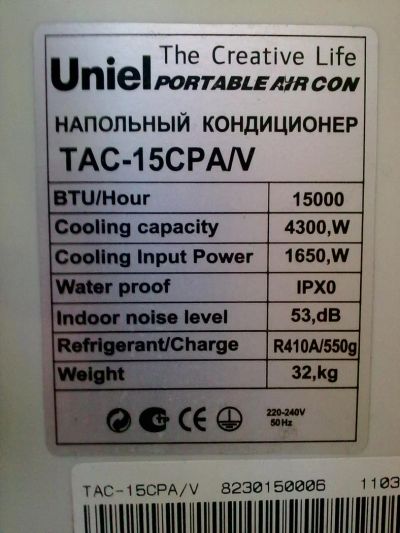 Uniel The Creative Life
PORTABLE AIR CON
НАПОЛЬНЫЙ КОНДИЦИОНЕР
TAC-15CPA/V
BTU/Hour 15000
Cooling capacity 4300,W
Cooling Input Power 1650,W
Water proof IPX0
Indoor noise level 53,dB
Refrigerant/Charge R410A/550g
Weight 32,kg
CE 220-240V
50Hz
TAC-15CPA/V 8230150006 1103